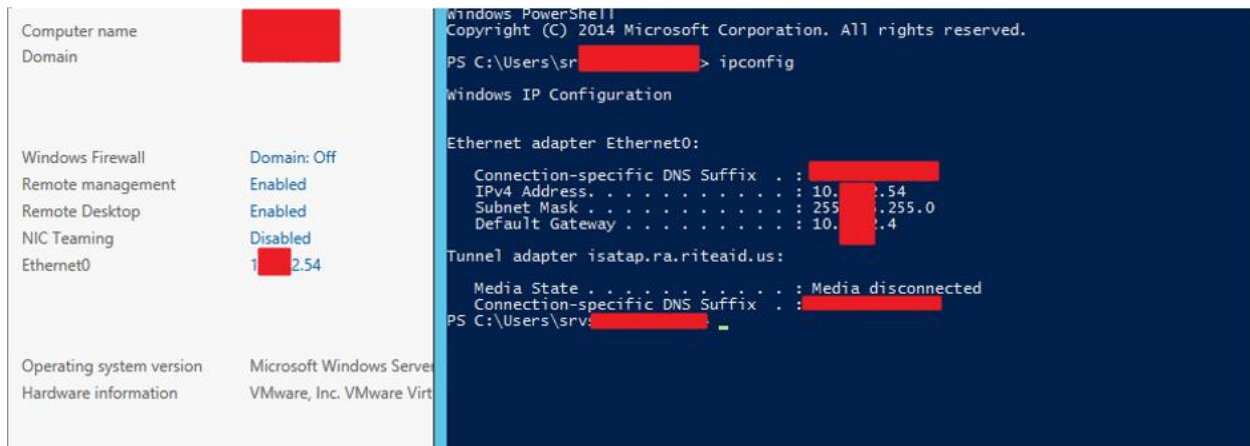 Computer name
Domain
Windows Firewall Domain: Off
Remote management Enabled
Remote Desktop Enabled
NIC Teaming Disabled
Ethernet0 1 2.54
Operating system version Microsoft Windows Server
Hardware information VMware, Inc. VMware Virt
Windows PowerShell
Copyright (C) 2014 Microsoft Corporation. All rights reserved.
PS C:\Users\sr > ipconfig
Windows IP Configuration
Ethernet adapter Ethernet0:
Connection-specific DNS Suffix . :
IPv4 Address. . . . . . . . . . . : 10. 2.54
Subnet Mask . . . . . . . . . . . : 255 .255.0
Default Gateway . . . . . . . . . : 10. 2.4
Tunnel adapter isatap.ra.riteaid.us:
Media State . . . . . . . . . . . : Media disconnected
Connection-specific DNS Suffix . :
PS C:\Users\srv